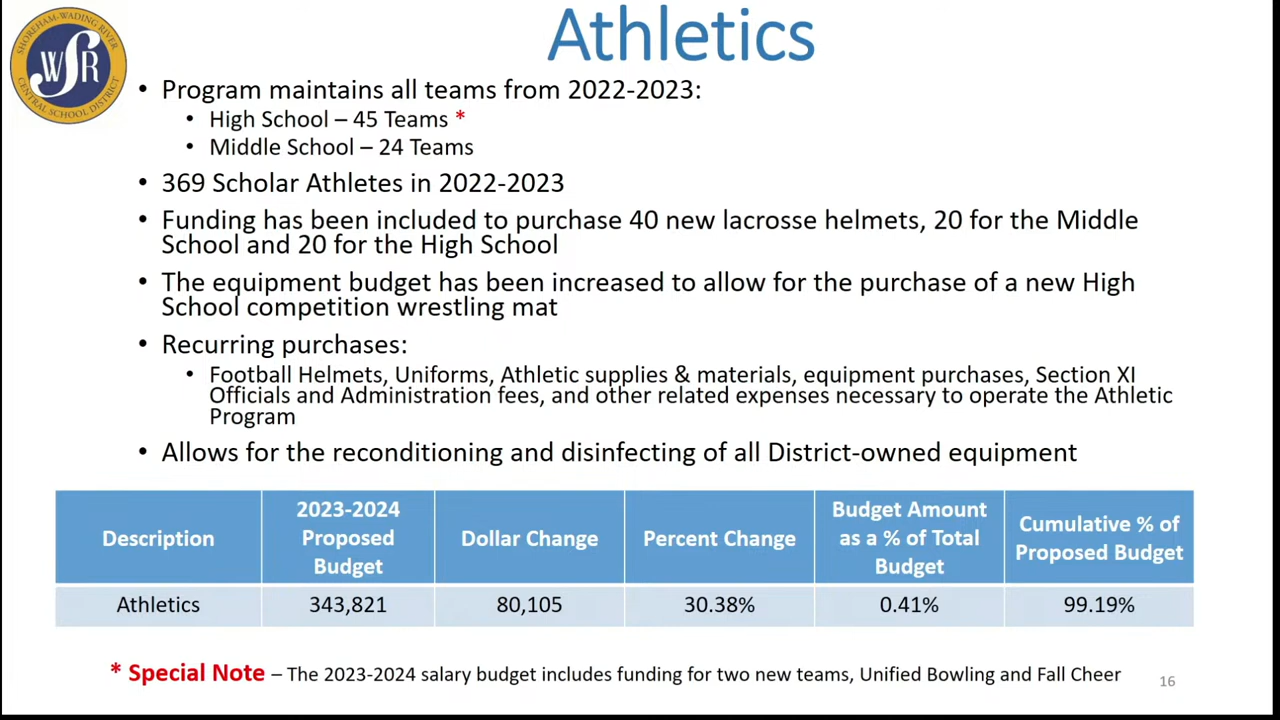 SHOREHAM-WADING RIVER
WSR
CENTRAL SCHOOL DISTRICT
Athletics
• Program maintains all teams from 2022-2023:
• High School – 45 Teams *
• Middle School – 24 Teams
• 369 Scholar Athletes in 2022-2023
• Funding has been included to purchase 40 new lacrosse helmets, 20 for the Middle
School and 20 for the High School
• The equipment budget has been increased to allow for the purchase of a new High
School competition wrestling mat
• Recurring purchases:
• Football Helmets, Uniforms, Athletic supplies & materials, equipment purchases, Section XI
Officials and Administration fees, and other related expenses necessary to operate the Athletic
Program
• Allows for the reconditioning and disinfecting of all District-owned equipment
Description
2023-2024
Proposed
Budget
Dollar Change
Percent Change
Budget Amount
as a % of Total
Budget
Cumulative % of
Proposed Budget
Athletics 343,821 80,105 30.38% 0.41% 99.19%
* Special Note – The 2023-2024 salary budget includes funding for two new teams, Unified Bowling and Fall Cheer
16